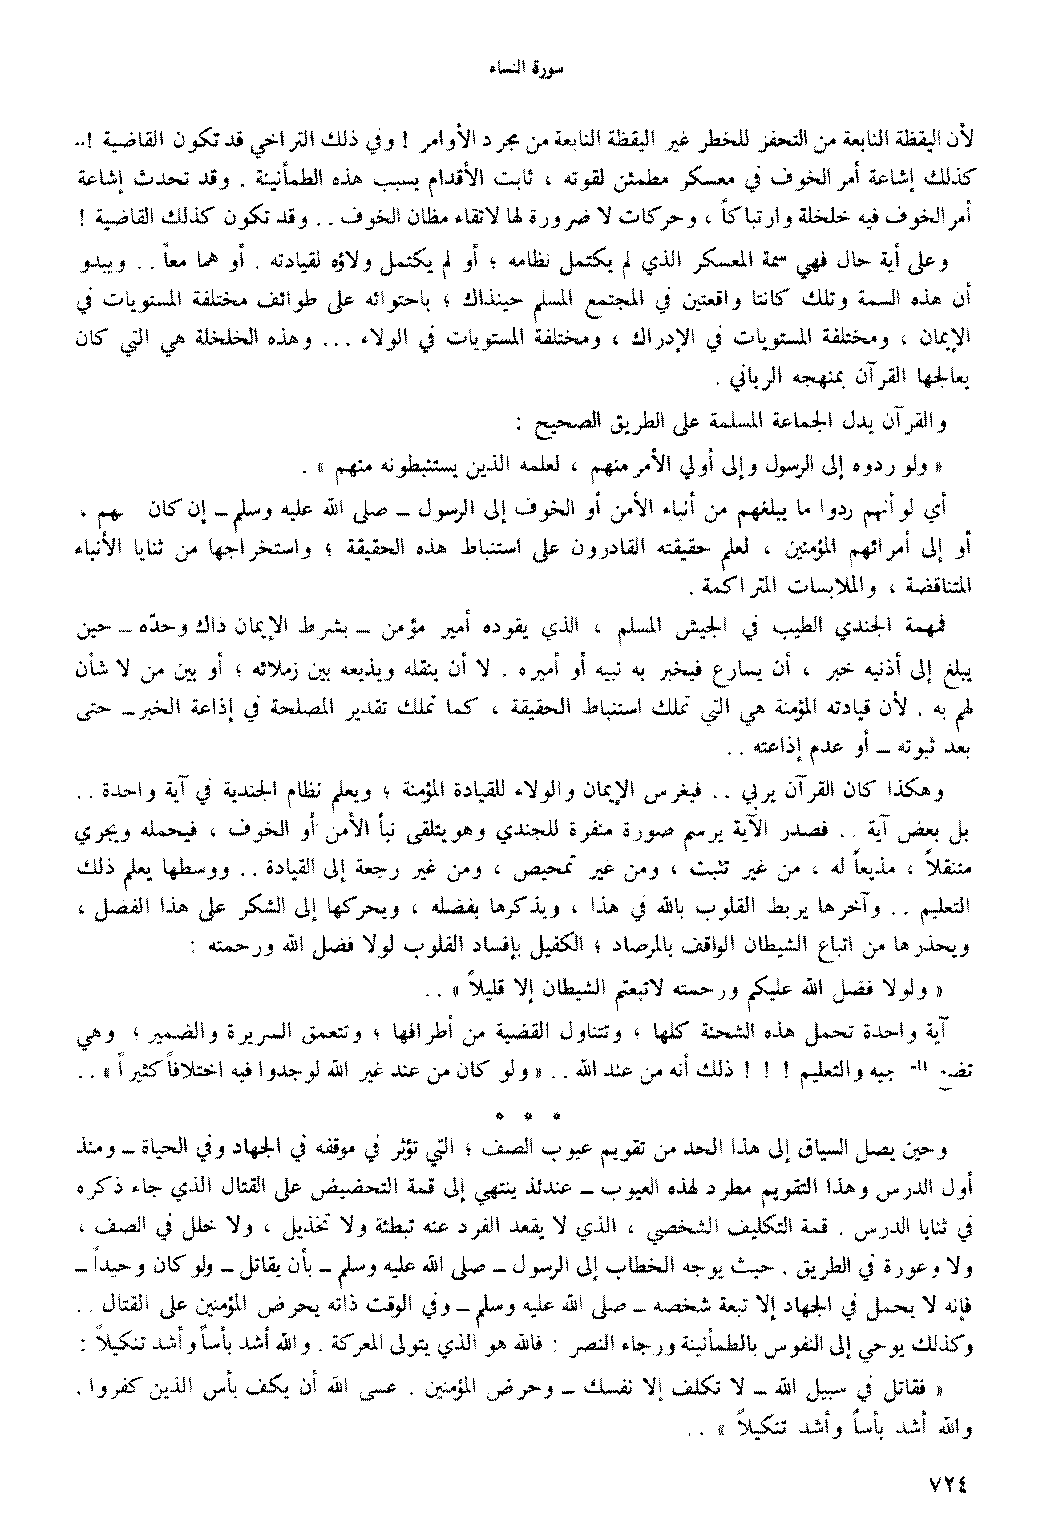 سورة النساء
لأن اليقظة النابعة من التحفز للخطر غير اليقظة النابعة من مجرد الأوامر ! وفي ذلك التراخي قد تكون القاضية !..
كذلك إشاعة أمر الخوف في معسكر مطمئن لقوته ، ثابت الأقدام بسبب هذه الطمأنينة . وقد تحدث إشاعة
أمر الخوف فيه خلخلة وارتباكاً ، وحركات لا ضرورة لها لاتقاء مظان الخوف .. وقد تكون كذلك القاضية !
وعلى أية حال فهي سمة المعسكر الذي لم يكتمل نظامه ؛ أو لم يكتمل ولاؤه لقيادته . أو هما معاً .. ويبدو
أن هذه السمة وتلك كانتا واقعتين في المجتمع المسلم حينذاك ؛ باحتوائه على طوائف مختلفة المستويات في
الإيمان ، ومختلفة المستويات في الإدراك ، ومختلفة المستويات في الولاء ... وهذه الخلخلة هي التي كان
يعالجها القرآن بمنهجه الرباني .
والقرآن يدل الجماعة المسلمة على الطريق الصحيح :
« ولو ردوه إلى الرسول وإلى أولي الأمر منهم ، لعلمه الذين يستنبطونه منهم » .
أي لو أنهم ردوا ما يبلغهم من أنباء الأمن أو الخوف إلى الرسول – صلى الله عليه وسلم – إن كان بهم .
أو إلى أمرائهم المؤمنين ، لعلم حقيقته القادرون على استنباط هذه الحقيقة ؛ واستخراجها من ثنايا الأنباء
المتناقضة ، والملابسات المتراكمة .
فمهمة الجندي الطيب في الجيش المسلم ، الذي يقوده أمير مؤمن – بشرط الإيمان ذاك وحدّه – حين
يبلغ إلى أذنيه خبر ، أن يسارع فيخبر به نبيه أو أميره . لا أن ينقله ويذيعه بين زملائه ؛ أو بين من لا شأن
لهم به . لأن قيادته المؤمنة هي التي تملك استنباط الحقيقة ، كما تملك تقدير المصلحة في إذاعة الخبر – حتى
بعد ثبوته – أو عدم إذاعته ..
وهكذا كان القرآن يربي .. فيغرس الإيمان والولاء للقيادة المؤمنة ؛ ويعلم نظام الجندية في آية واحدة ..
بل بعض آية .. فصدر الآية يرسم صورة منفرة للجندي وهو يتلقى نبأ الأمن أو الخوف ، فيحمله ويجري
متنقلاً ، مذيعاً له ، من غير تثبت ، ومن غير تمحيص ، ومن غير رجعة إلى القيادة .. ووسطها يعلم ذلك
التعليم .. وآخرها يربط القلوب بالله في هذا ، ويذكرها بفضله ، ويحركها إلى الشكر على هذا الفضل ،
ويحذرها من اتباع الشيطان الواقف بالمرصاد ؛ الكفيل بإفساد القلوب لولا فضل الله ورحمته :
« ولولا فضل الله عليكم ورحمته لاتبعتم الشيطان إلا قليلاً » ..
آية واحدة تحمل هذه الشحنة كلها ، وتتناول القضية من أطرافها ؛ وتتعمق السريرة والضمير ؛ وهي
والتعليم ! ! ! ذلك أنه من عند الله .. « ولو كان من عند غير الله لوجدوا فيه اختلافاً كثيراً » ..
* * *
وحين يصل السياق إلى هذا الحد من تقويم عيوب الصف ؛ التي تؤثر في موقفه في الجهاد وفي الحياة – ومنذ
أول الدرس وهذا التقويم مطرد لهذه العيوب – عندئذ ينتهي إلى قمة التحضيض على القتال الذي جاء ذكره
في ثنايا الدرس . قمة التكليف الشخصي ، الذي لا يقعد الفرد عنه تبطئة ولا تخذيل ، ولا خلل في الصف ،
ولا وعورة في الطريق . حيث يوجه الخطاب إلى الرسول – صلى الله عليه وسلم – بأن يقاتل – ولو كان وحيداً –
فإنه لا يحمل في الجهاد إلا تبعة شخصه – صلى الله عليه وسلم – وفي الوقت ذاته يحرض المؤمنين على القتال ..
وكذلك يوحي إلى النفوس بالطمأنينة ورجاء النصر : فالله هو الذي يتولى المعركة . والله أشد بأساً وأشد تنكيلاً :
« فقاتل في سبيل الله – لا تكلف إلا نفسك – وحرض المؤمنين . عسى الله أن يكف بأس الذين كفروا .
والله أشد بأساً وأشد تنكيلاً » ..
٧٢٤